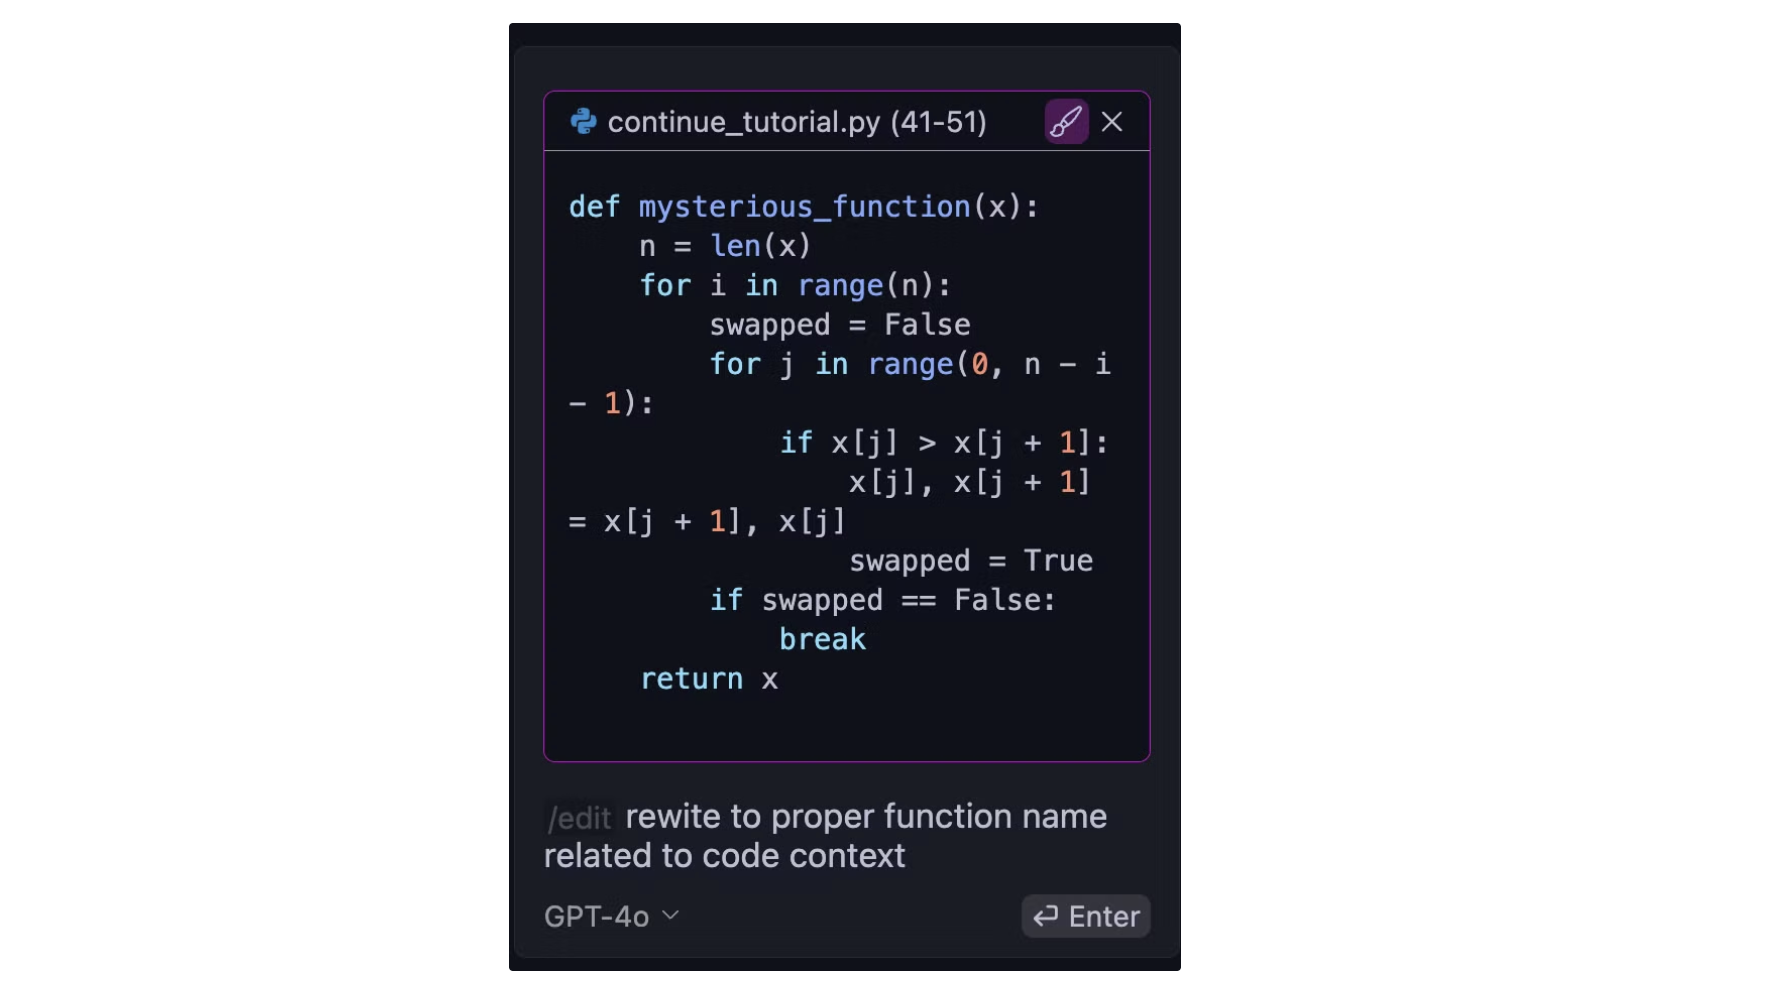 continue_tutorial.py (41-51)
def mysterious_function(x):
    n = len(x)
    for i in range(n):
        swapped = False
        for j in range(0, n - i
- 1):
            if x[j] > x[j + 1]:
                x[j], x[j + 1]
= x[j + 1], x[j]
                swapped = True
        if swapped == False:
            break
    return x
/edit rewite to proper function name
related to code context
GPT-4o
Enter